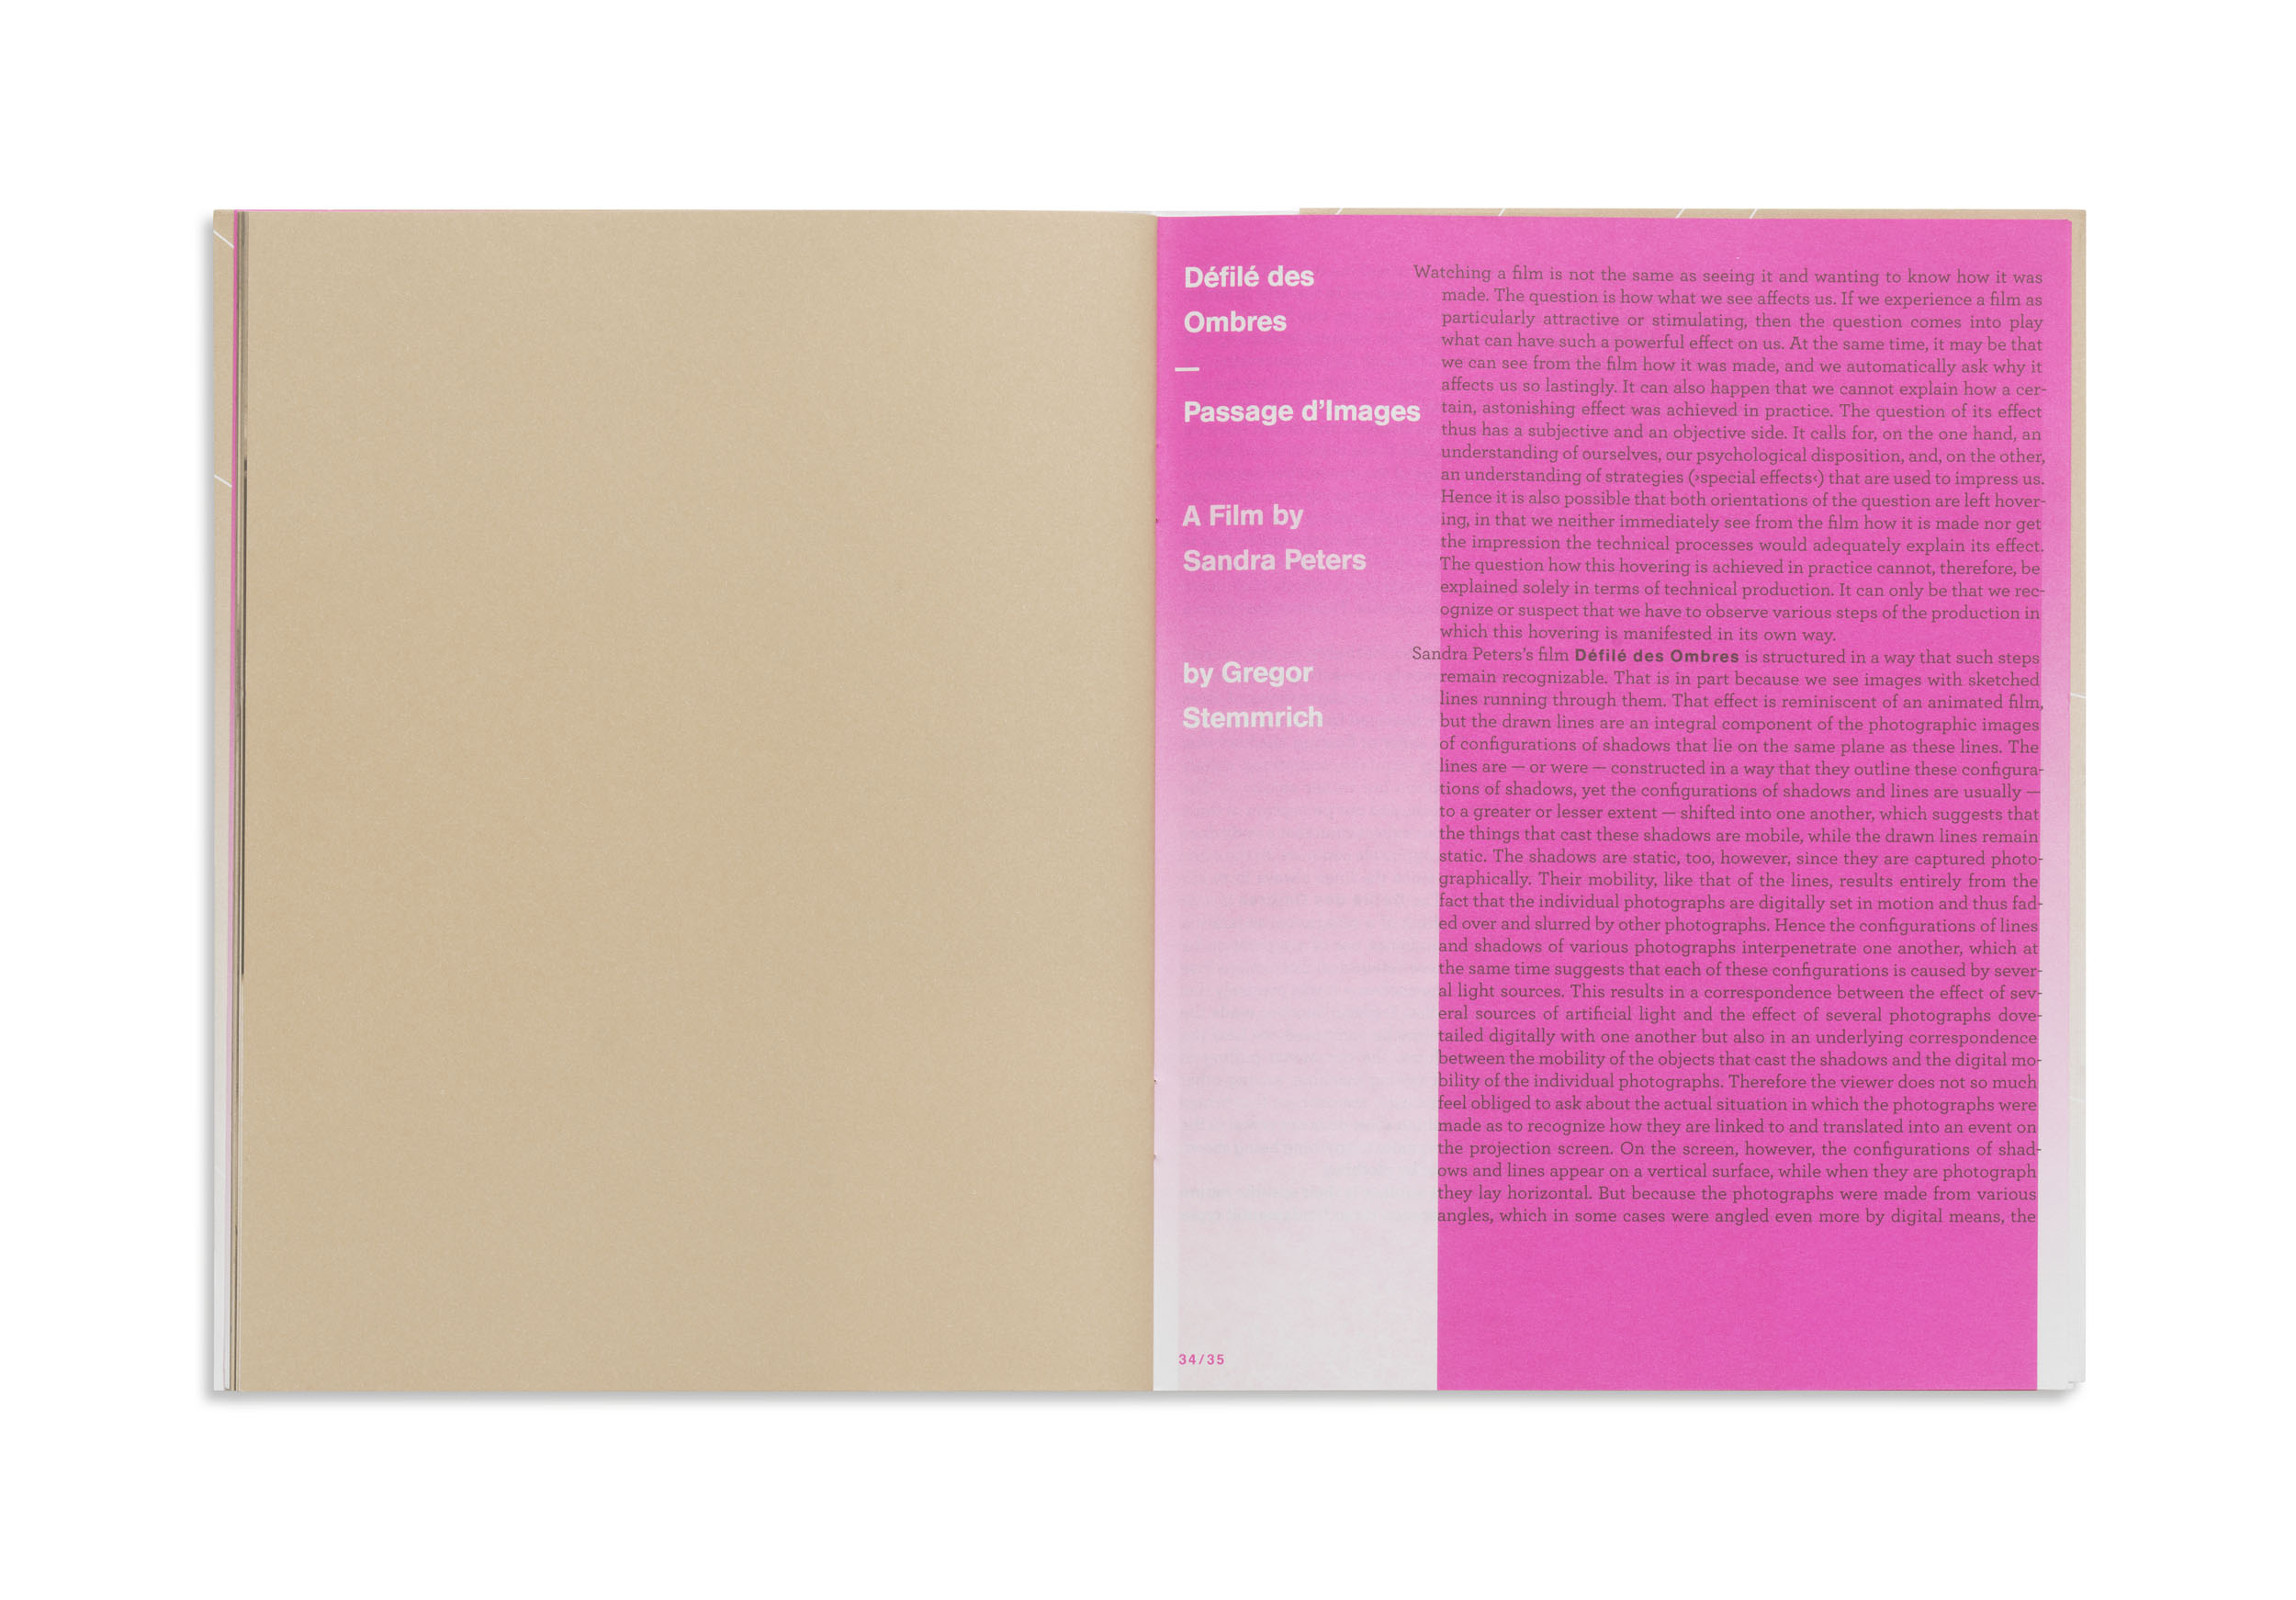 Défilé des
Ombres
—
Passage d’Images
A Film by
Sandra Peters
by Gregor
Stemmrich
Watching a film is not the same as seeing it and wanting to know how it was
made. The question is how what we see affects us. If we experience a film as
particularly attractive or stimulating, then the question comes into play
what can have such a powerful effect on us. At the same time, it may be that
we can see from the film how it was made, and we automatically ask why it
affects us so lastingly. It can also happen that we cannot explain how a cer-
tain, astonishing effect was achieved in practice. The question of its effect
thus has a subjective and an objective side. It calls for, on the one hand, an
understanding of ourselves, our psychological disposition, and, on the other,
an understanding of strategies (›special effects‹) that are used to impress us.
Hence it is also possible that both orientations of the question are left hover-
ing, in that we neither immediately see from the film how it is made nor get
the impression the technical processes would adequately explain its effect.
The question how this hovering is achieved in practice cannot, therefore, be
explained solely in terms of technical production. It can only be that we rec-
ognize or suspect that we have to observe various steps of the production in
which this hovering is manifested in its own way.
Sandra Peters’s film Défilé des Ombres is structured in a way that such steps
remain recognizable. That is in part because we see images with sketched
lines running through them. That effect is reminiscent of an animated film,
but the drawn lines are an integral component of the photographic images
of configurations of shadows that lie on the same plane as these lines. The
lines are — or were — constructed in a way that they outline these configura-
tions of shadows, yet the configurations of shadows and lines are usually —
to a greater or lesser extent — shifted into one another, which suggests that
the things that cast these shadows are mobile, while the drawn lines remain
static. The shadows are static, too, however, since they are captured photo-
graphically. Their mobility, like that of the lines, results entirely from the
fact that the individual photographs are digitally set in motion and thus fad-
ed over and slurred by other photographs. Hence the configurations of lines
and shadows of various photographs interpenetrate one another, which at
the same time suggests that each of these configurations is caused by sever-
al light sources. This results in a correspondence between the effect of sev-
eral sources of artificial light and the effect of several photographs dove-
tailed digitally with one another but also in an underlying correspondence
between the mobility of the objects that cast the shadows and the digital mo-
bility of the individual photographs. Therefore the viewer does not so much
feel obliged to ask about the actual situation in which the photographs were
made as to recognize how they are linked to and translated into an event on
the projection screen. On the screen, however, the configurations of shad-
ows and lines appear on a vertical surface, while when they are photograph
they lay horizontal. But because the photographs were made from various
angles, which in some cases were angled even more by digital means, the
34/35